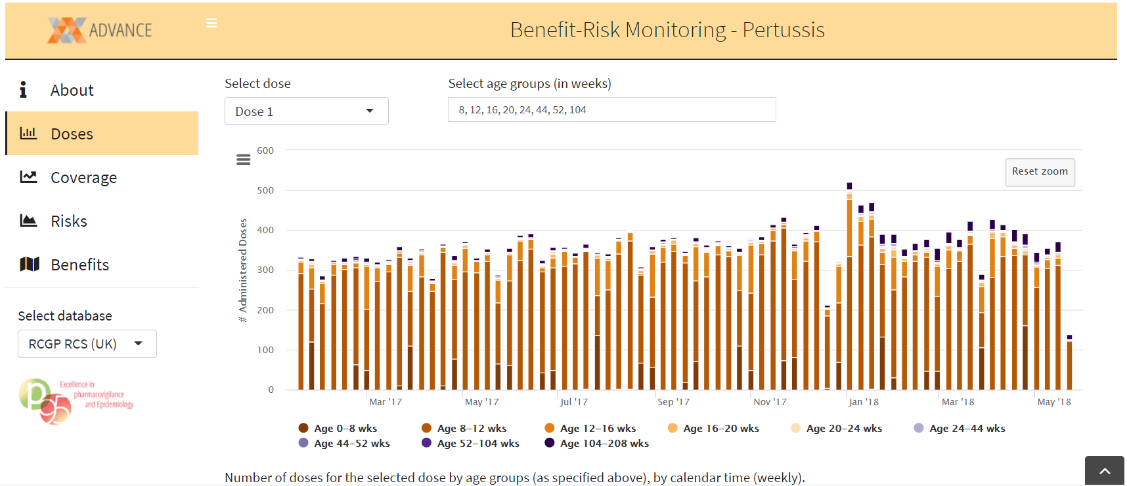 ADVANCE
Benefit-Risk Monitoring - Pertussis
About
Doses
Coverage
Risks
Benefits
Select database
RCGP RCS (UK)
Excellence in
pharmacovigilance
and Epidemiology
Select dose
Dose 1
Select age groups (in weeks)
8, 12, 16, 20, 24, 44, 52, 104
Reset zoom
# Administered Doses
600
500
400
300
200
100
0
Mar '17 May '17 Jul '17 Sep '17 Nov '17 Jan '18 Mar '18 May '18
Age 0–8 wks Age 8–12 wks Age 12–16 wks Age 16–20 wks Age 20–24 wks Age 24–44 wks
Age 44–52 wks Age 52–104 wks Age 104–208 wks
Number of doses for the selected dose by age groups (as specified above), by calendar time (weekly).